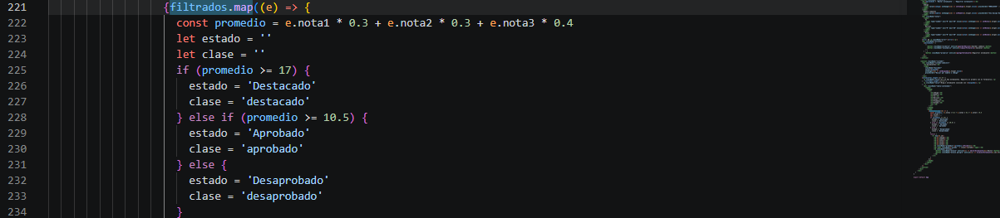 221 {filtrados.map((e) => {
222 const promedio = e.nota1 * 0.3 + e.nota2 * 0.3 + e.nota3 * 0.4
223 let estado = ''
224 let clase = ''
225 if (promedio >= 17) {
226 estado = 'Destacado'
227 clase = 'destacado'
228 } else if (promedio >= 10.5) {
229 estado = 'Aprobado'
230 clase = 'aprobado'
231 } else {
232 estado = 'Desaprobado'
233 clase = 'desaprobado'
234 }